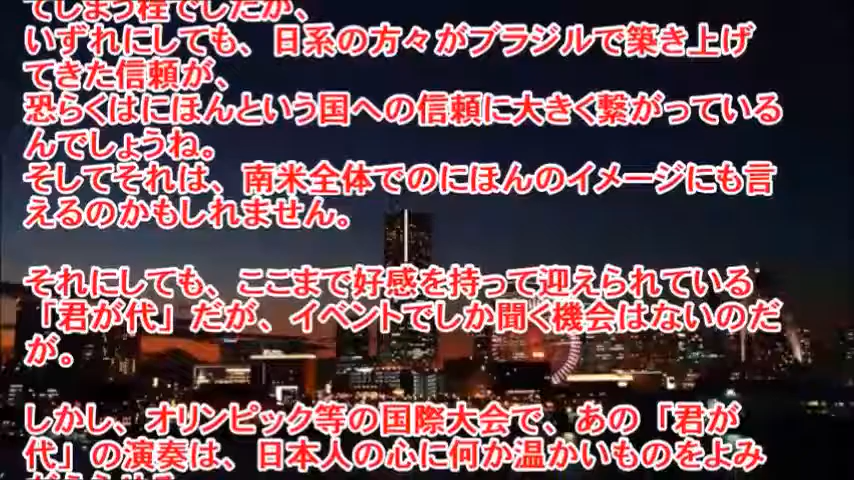 てしまう程でしたが、
いずれにしても、日系の方々がブラジルで築き上げ
てきた信頼が、
恐らくはにほんという国への信頼に大きく繋がっている
んでしょうね。
そしてそれは、南米全体でのにほんのイメージにも言
えるのかもしれません。
それにしても、ここまで好感を持って迎えられている
「君が代」だが、イベントでしか聞く機会はないのだ
が。
しかし、オリンピック等の国際大会で、あの「君が
代」の演奏は、日本人の心に何か温かいものをよみ